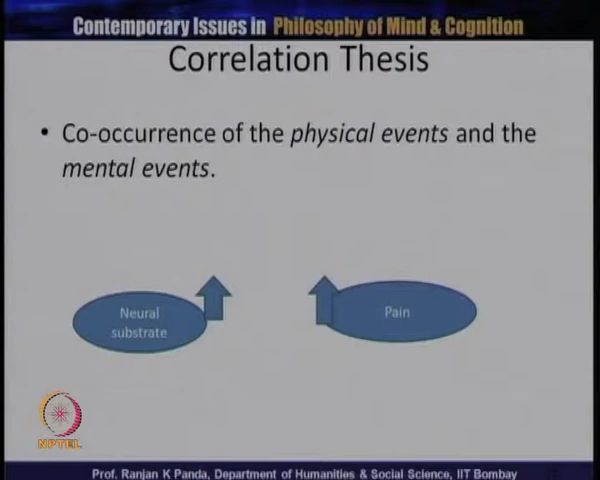 Contemporary Issues in Philosophy of Mind & Cognition
Correlation Thesis
• Co-occurrence of the physical events and the
mental events.
Neural
substrate
Pain
NPTEL
Prof. Ranjan K Panda, Department of Humanities & Social Science, IIT Bombay